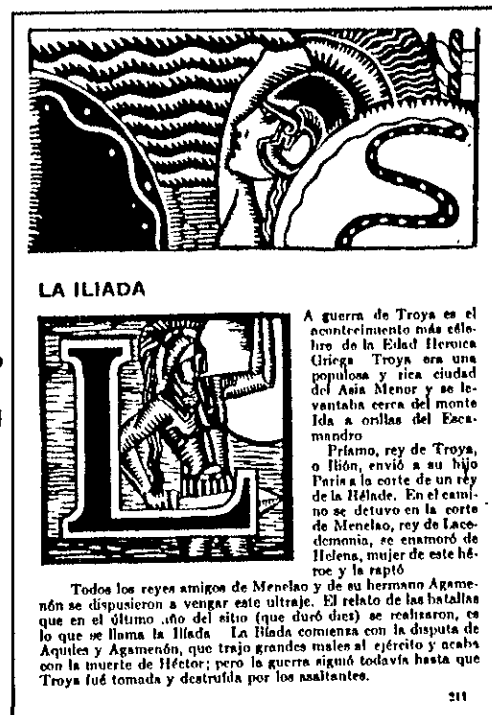 LA ILIADA
LA guerra de Troya es el
acontecimiento más céle-
bre de la Edad Heroica
Griega Troya era una
populosa y rica ciudad
del Asia Menor y se le-
vantaba cerca del monte
Ida a orillas del Esca-
mandro
Príamo, rey de Troya,
o Ilión, envió a su hijo
Paris a la corte de un rey
de la Hélade. En el cami-
no se detuvo en la corte
de Menelao, rey de Lace-
demonia, se enamoró de
Helena, mujer de este hé-
roe y la raptó
Todos los reyes amigos de Menelao y de su hermano Agame-
nón se dispusieron a vengar este ultraje. El relato de las batallas
que en el último año del sitio (que duró diez) se realizaron, es
lo que se llama la Ilíada La Ilíada comienza con la disputa de
Aquiles y Agamenón, que trajo grandes males al ejército y acaba
con la muerte de Héctor; pero la guerra siguió todavía hasta que
Troya fué tomada y destruída por los asaltantes.
211